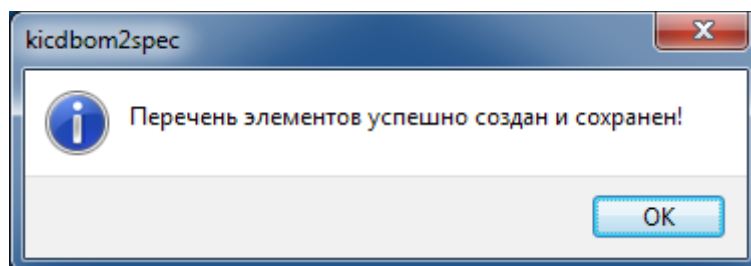 kicdbom2spec
Перечень элементов успешно создан и сохранен!
OK